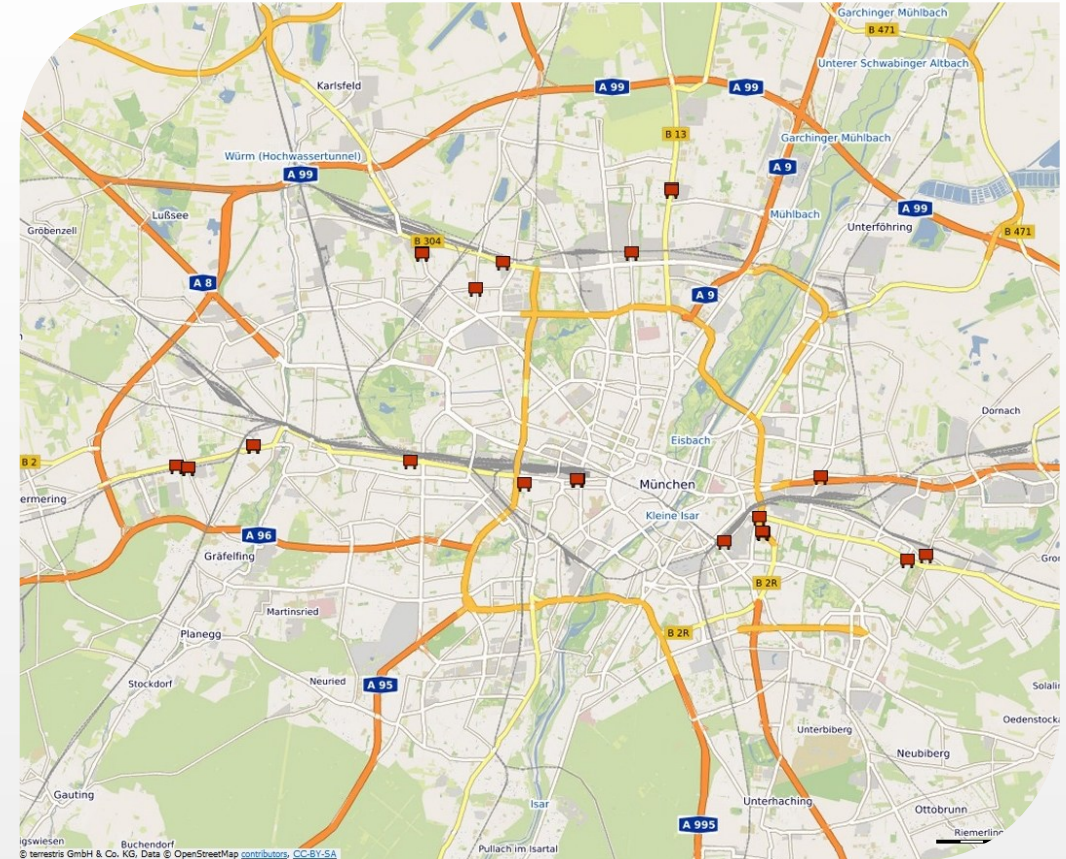 Garchinger Mühlbach
B 471
Unterer Schwabinger Altbach
Karlsfeld
A 99
A 99
B 13
Garchinger Mühlbach
Würm (Hochwassertunnel)
A 99
A 9
Lußsee
Mühlbach
A 99
Gröbenzell
Unterföhring
B 471
B 304
A 8
A 9
Dornach
Eisbach
B 2
München
ermering
Kleine Isar
A 96
Gräfelfing
Gro
B 2R
Martinsried
Planegg
B 2R
Stockdorf
Neuried
A 95
Solalin
Oedenstocka
Unterbiberg
Neubiberg
Gauting
Isar
Unterhaching
Ottobrunn
A 995
Riemerling
igswiesen
Buchendorf
Pullach im Isartal
© terrestris GmbH & Co. KG, Data © OpenStreetMap contributors, CC-BY-SA